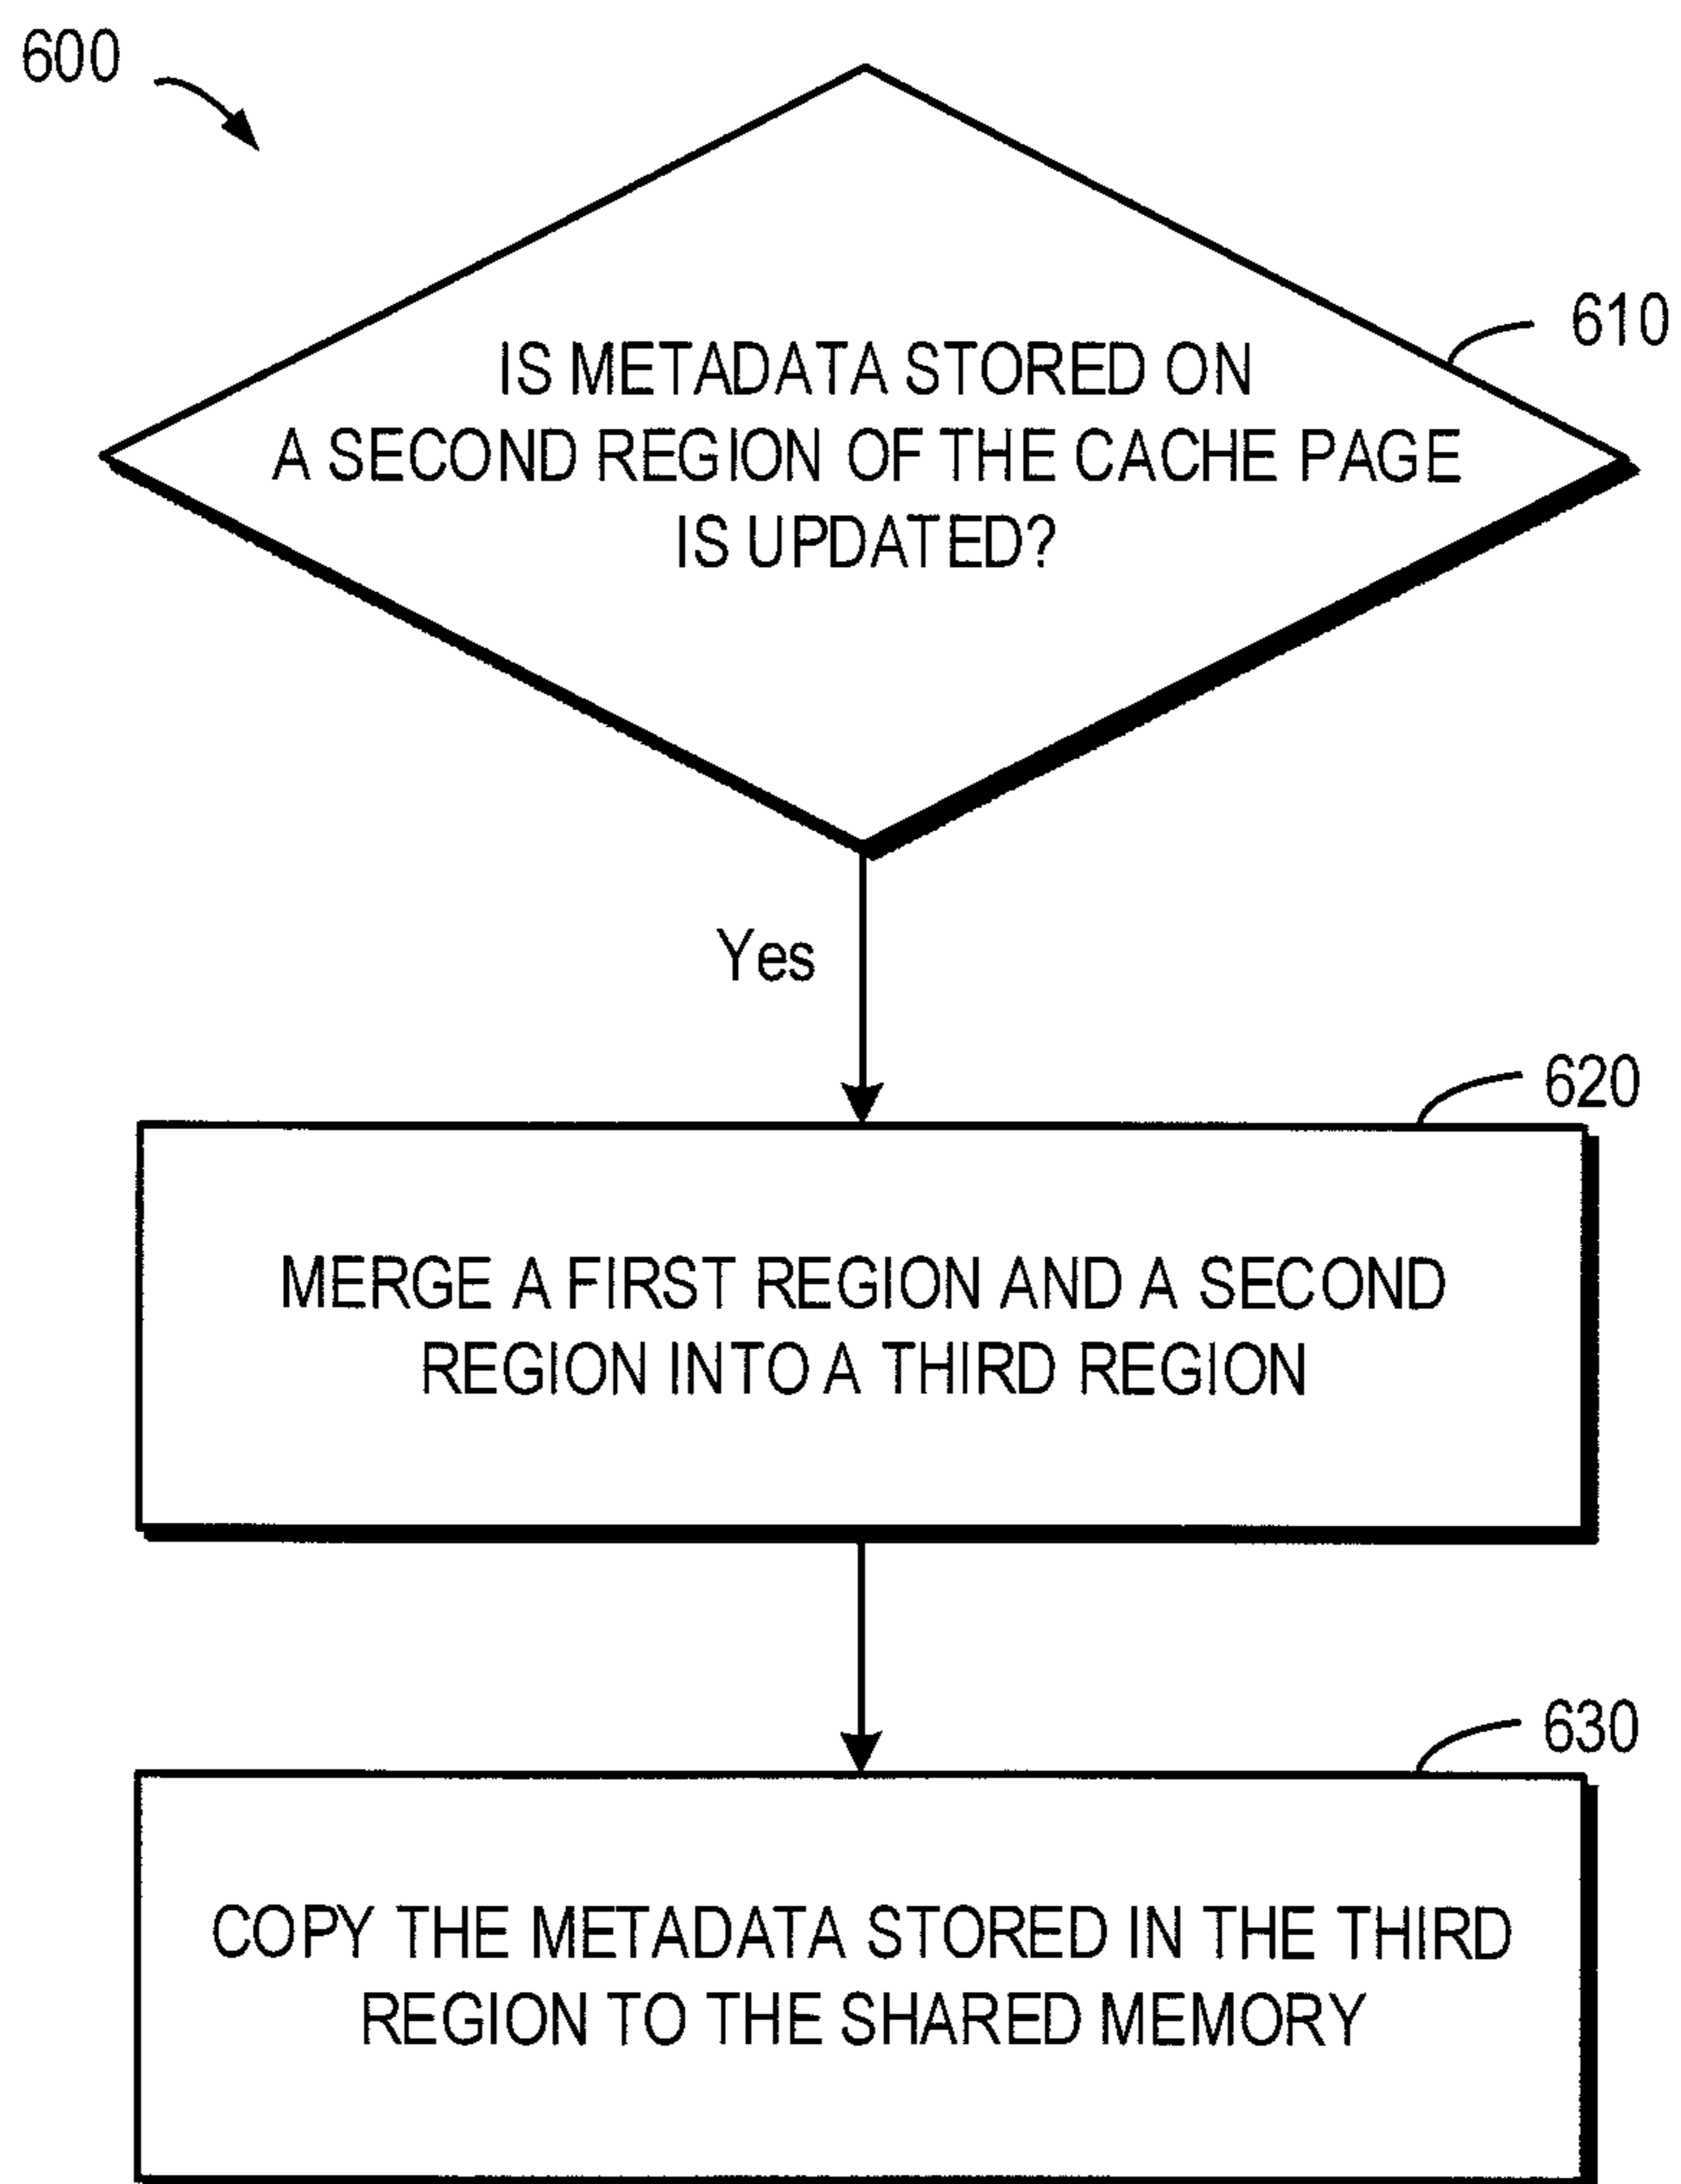 600
610
IS METADATA STORED ON
A SECOND REGION OF THE CACHE PAGE
IS UPDATED?
Yes
620
MERGE A FIRST REGION AND A SECOND
REGION INTO A THIRD REGION
630
COPY THE METADATA STORED IN THE THIRD
REGION TO THE SHARED MEMORY